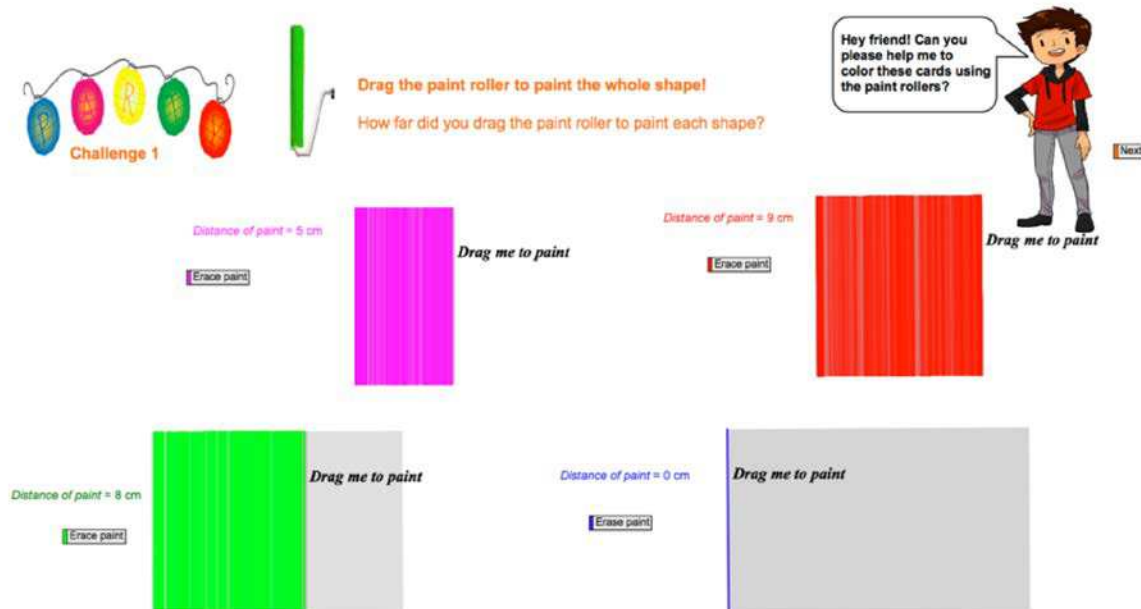 PARTY
Challenge 1
Drag the paint roller to paint the whole shape!
How far did you drag the paint roller to paint each shape?
Hey friend! Can you
please help me to
color these cards using
the paint rollers?
Next
Distance of paint = 5 cm
Drag me to paint
Erace paint
Distance of paint = 9 cm
Drag me to paint
Erace paint
Distance of paint = 8 cm
Drag me to paint
Erace paint
Distance of paint = 0 cm
Drag me to paint
Erase paint